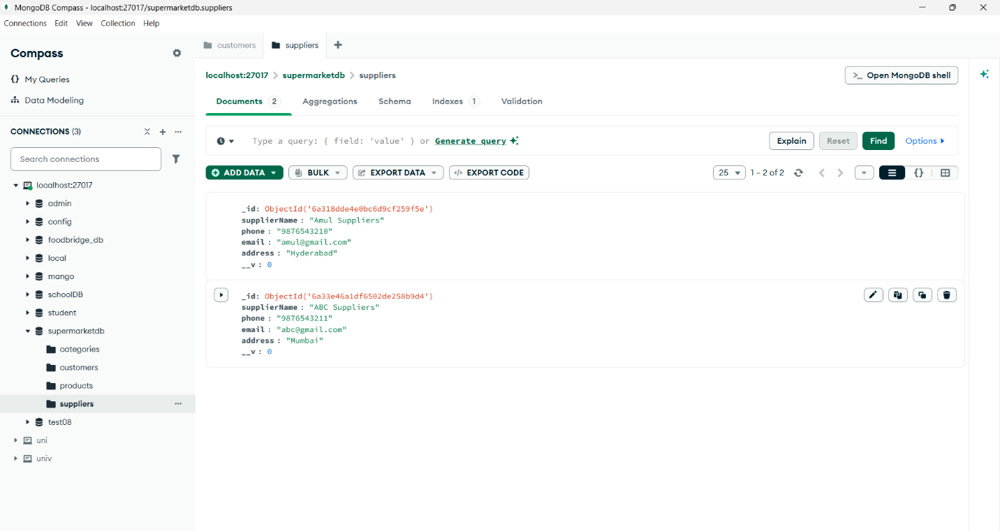 MongoDB Compass - localhost:27017/supermarketdb.suppliers
Connections Edit View Collection Help
Compass
My Queries
Data Modeling
CONNECTIONS (3)
Search connections
localhost:27017
admin
config
foodbridge_db
local
mango
schoolDB
student
supermarketdb
categories
customers
products
suppliers
test08
uni
univ
customers suppliers
localhost:27017 > supermarketdb > suppliers
>_ Open MongoDB shell
Documents 2 Aggregations Schema Indexes 1 Validation
Type a query: { field: 'value' } or Generate query
Explain Reset Find Options
ADD DATA BULK EXPORT DATA EXPORT CODE
25 1 – 2 of 2
_id: ObjectId('6a318dde4e0bc6d9cf259f5e')
supplierName : "Amul Suppliers"
phone : "9876543210"
email : "amul@gmail.com"
address : "Hyderabad"
__v : 0
_id: ObjectId('6a33e46a1df6502de258b9d4')
supplierName : "ABC Suppliers"
phone : "9876543211"
email : "abc@gmail.com"
address : "Mumbai"
__v : 0